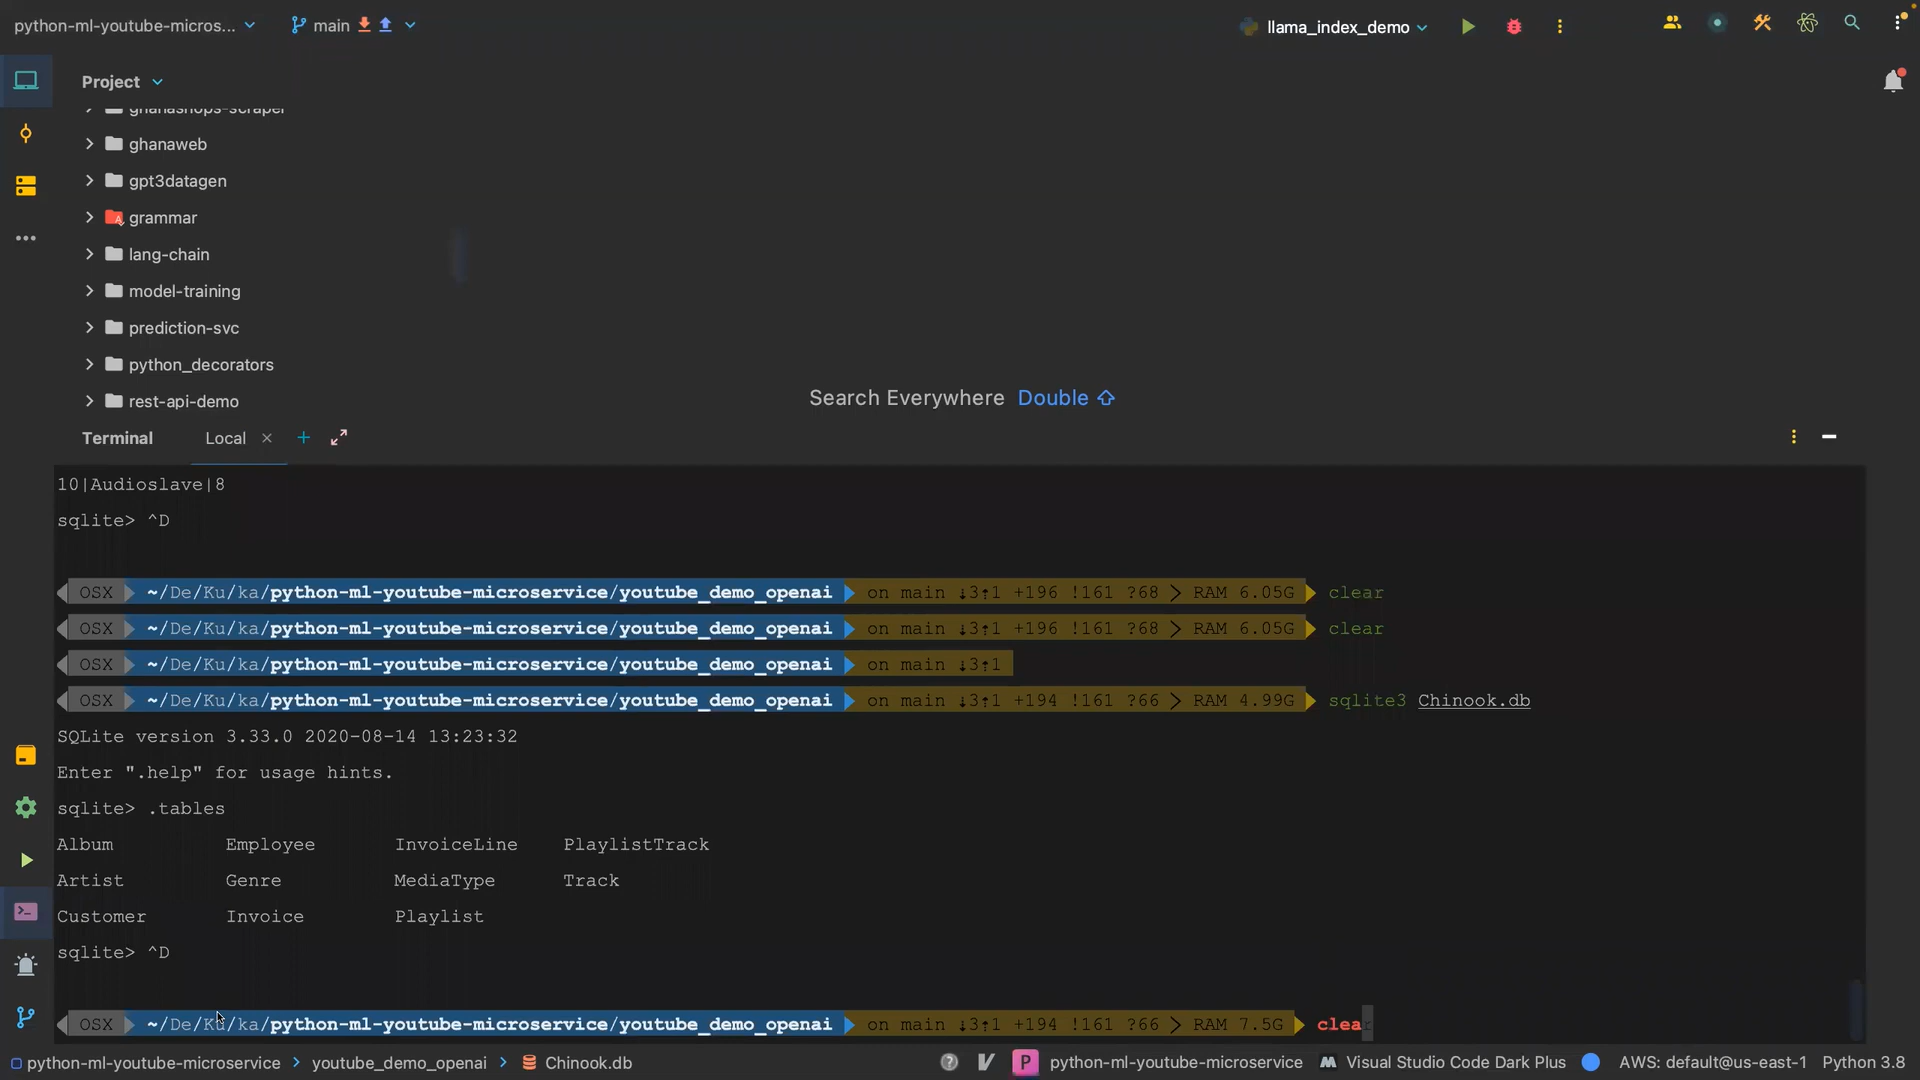 python-ml-youtube-micros... main llama_index_demo
Project
ghanashops-scraper
ghanaweb
gpt3datagen
grammar
lang-chain
model-training
prediction-svc
python_decorators
rest-api-demo
Search Everywhere Double ⇧
Terminal Local × +
10|Audioslave|8
sqlite> ^D
OSX ~/De/Ku/ka/python-ml-youtube-microservice/youtube_demo_openai on main ↓3↑1 +196 !161 ?68 > RAM 6.05G clear
OSX ~/De/Ku/ka/python-ml-youtube-microservice/youtube_demo_openai on main ↓3↑1 +196 !161 ?68 > RAM 6.05G clear
OSX ~/De/Ku/ka/python-ml-youtube-microservice/youtube_demo_openai on main ↓3↑1
OSX ~/De/Ku/ka/python-ml-youtube-microservice/youtube_demo_openai on main ↓3↑1 +194 !161 ?66 > RAM 4.99G sqlite3 Chinook.db
SQLite version 3.33.0 2020-08-14 13:23:32
Enter ".help" for usage hints.
sqlite> .tables
Album Employee InvoiceLine PlaylistTrack
Artist Genre MediaType Track
Customer Invoice Playlist
sqlite> ^D
OSX ~/De/Ku/ka/python-ml-youtube-microservice/youtube_demo_openai on main ↓3↑1 +194 !161 ?66 > RAM 7.5G clear
python-ml-youtube-microservice > youtube_demo_openai > Chinook.db ? V P python-ml-youtube-microservice Visual Studio Code Dark Plus AWS: default@us-east-1 Python 3.8